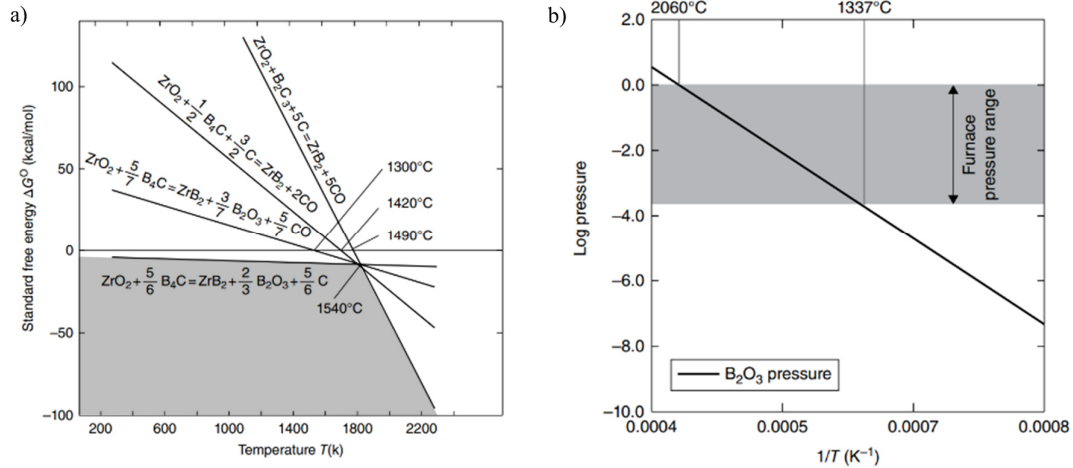 a)
Standard free energy ΔG⁰ (kcal/mol)
100
50
0
−50
−100
ZrO₂+B₂C₃+5C=ZrB₂+5CO
ZrO₂+1/2 B₄C+3/2 C=ZrB₂+2CO
ZrO₂+5/7 B₄C=ZrB₂+3/7 B₂O₃+5/7 CO
ZrO₂+5/6 B₄C=ZrB₂+2/3 B₂O₃+5/6 C
1300°C
1420°C
1490°C
1540°C
200 600 1000 1400 1800 2200
Temperature T(k)
b)
2060°C 1337°C
Log pressure
2.0
0.0
−2.0
−4.0
−6.0
−8.0
−10.0
Furnace
pressure range
B₂O₃ pressure
0.0004 0.0005 0.0007 0.0008
1/T (K⁻¹)